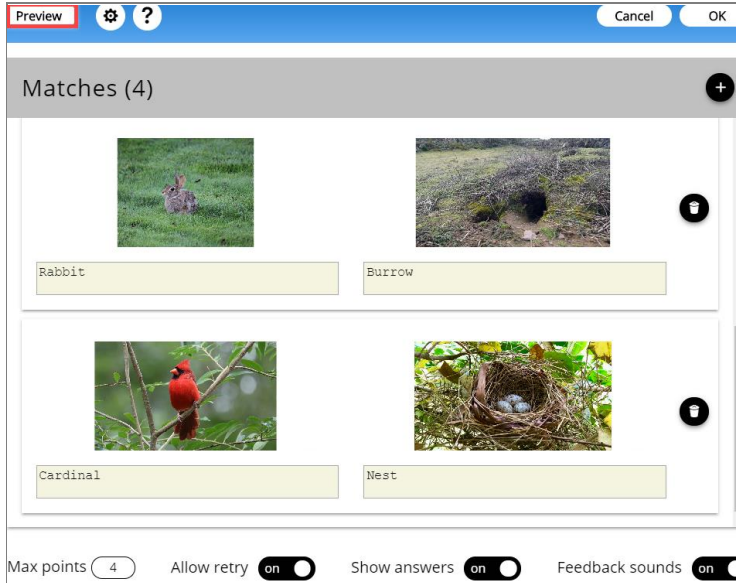 Preview ? Cancel OK
Matches (4) +
Rabbit Burrow
Cardinal Nest
Max points 4 Allow retry on Show answers on Feedback sounds on